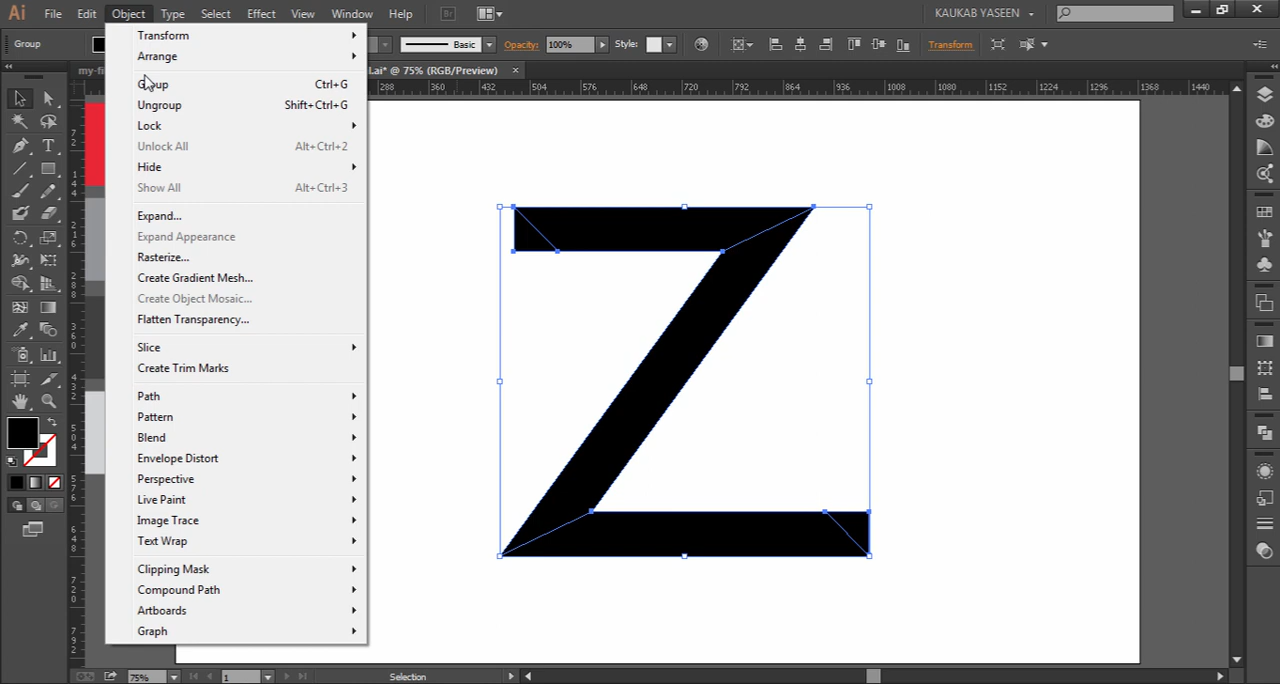 Ai File Edit Object Type Select Effect View Window Help Br KAUKAB YASEEN
Group Basic Opacity: 100% Style: Transform
my-fi l.ai* @ 75% (RGB/Preview) ×
288 360 432 504 576 648 720 792 864 936 1008 1080 1152 1224 1296 1368 1440
Transform
Arrange
Group Ctrl+G
Ungroup Shift+Ctrl+G
Lock
Unlock All Alt+Ctrl+2
Hide
Show All Alt+Ctrl+3
Expand...
Expand Appearance
Rasterize...
Create Gradient Mesh...
Create Object Mosaic...
Flatten Transparency...
Slice
Create Trim Marks
Path
Pattern
Blend
Envelope Distort
Perspective
Live Paint
Image Trace
Text Wrap
Clipping Mask
Compound Path
Artboards
Graph
Z
75% 1 Selection